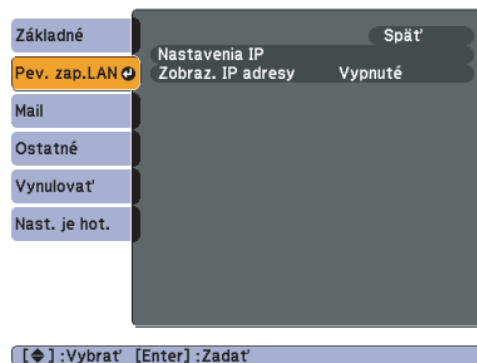 Základné
Pev. zap.LAN
Mail
Ostatné
Vynulovať
Nast. je hot.
Späť
Nastavenia IP
Zobraz. IP adresy Vypnuté
[◆] :Vybrať [Enter] :Zadať